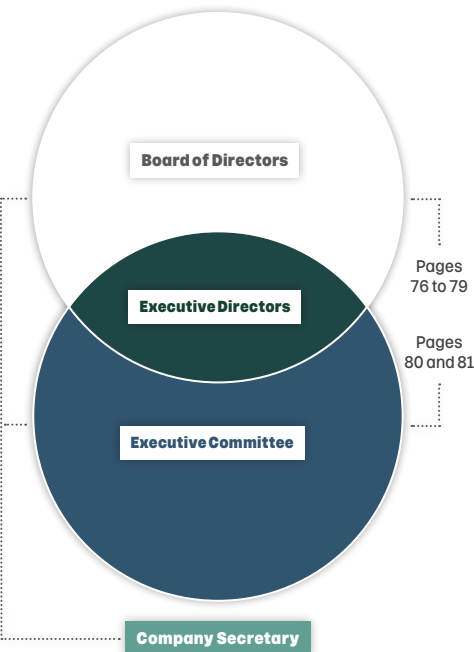 Board of Directors
Pages
76 to 79
Executive Directors
Pages
80 and 81
Executive Committee
Company Secretary